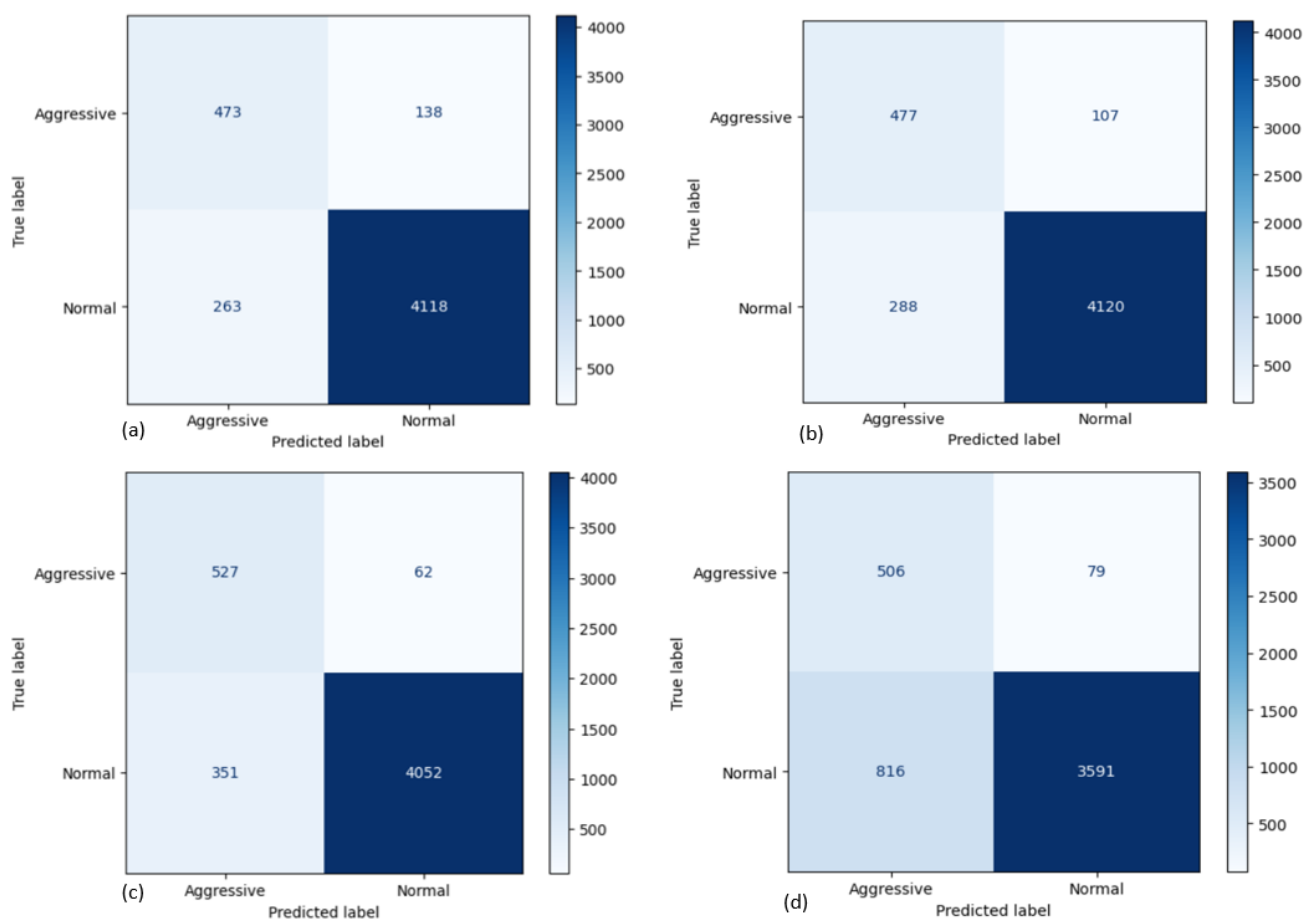 Aggressive 473 138
Normal 263 4118
True label
Aggressive Normal
Predicted label
(a)
4000
3500
3000
2500
2000
1500
1000
500
Aggressive 477 107
Normal 288 4120
True label
Aggressive Normal
Predicted label
(b)
4000
3500
3000
2500
2000
1500
1000
500
Aggressive 527 62
Normal 351 4052
True label
Aggressive Normal
Predicted label
(c)
4000
3500
3000
2500
2000
1500
1000
500
Aggressive 506 79
Normal 816 3591
True label
Aggressive Normal
Predicted label
(d)
3500
3000
2500
2000
1500
1000
500